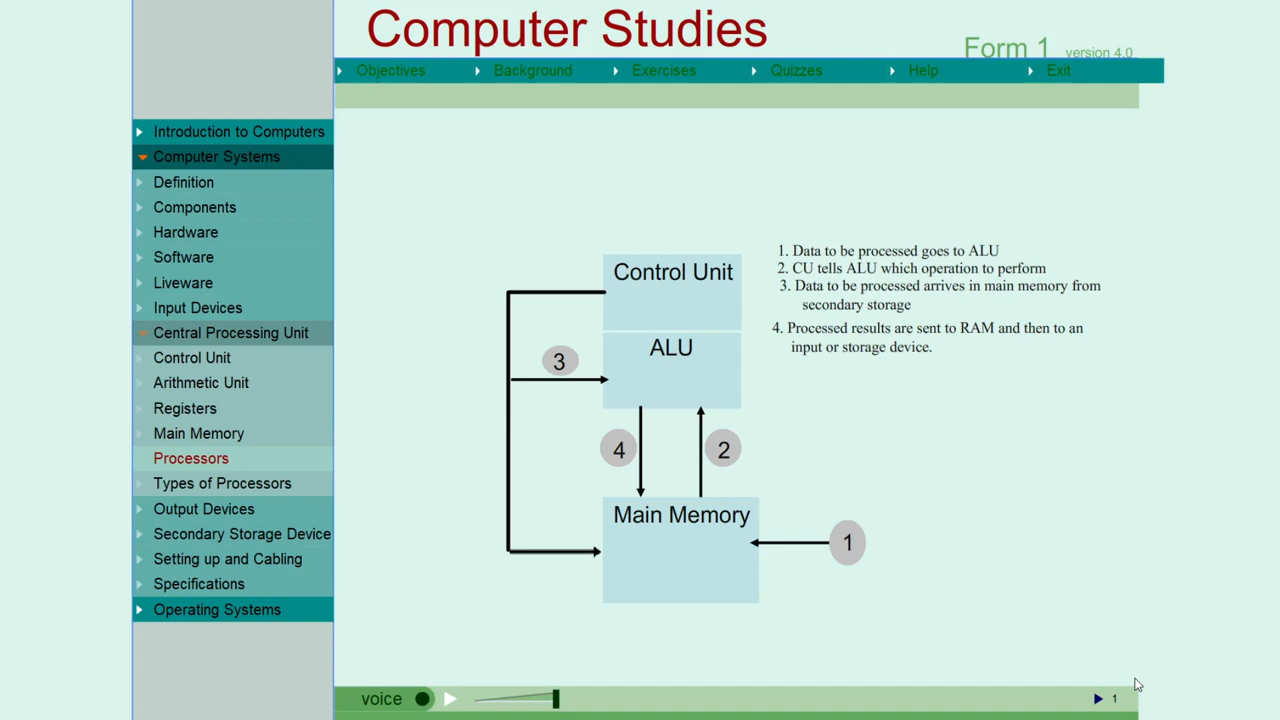 Computer Studies
Form 1 version 4.0
Objectives
Background
Exercises
Quizzes
Help
Exit
Introduction to Computers
Computer Systems
Definition
Components
Hardware
Software
Liveware
Input Devices
Central Processing Unit
Control Unit
Arithmetic Unit
Registers
Main Memory
Processors
Types of Processors
Output Devices
Secondary Storage Device
Setting up and Cabling
Specifications
Operating Systems
Control Unit
ALU
3
4
2
Main Memory
1
1. Data to be processed goes to ALU
2. CU tells ALU which operation to perform
3. Data to be processed arrives in main memory from
secondary storage
4. Processed results are sent to RAM and then to an
input or storage device.
voice
1